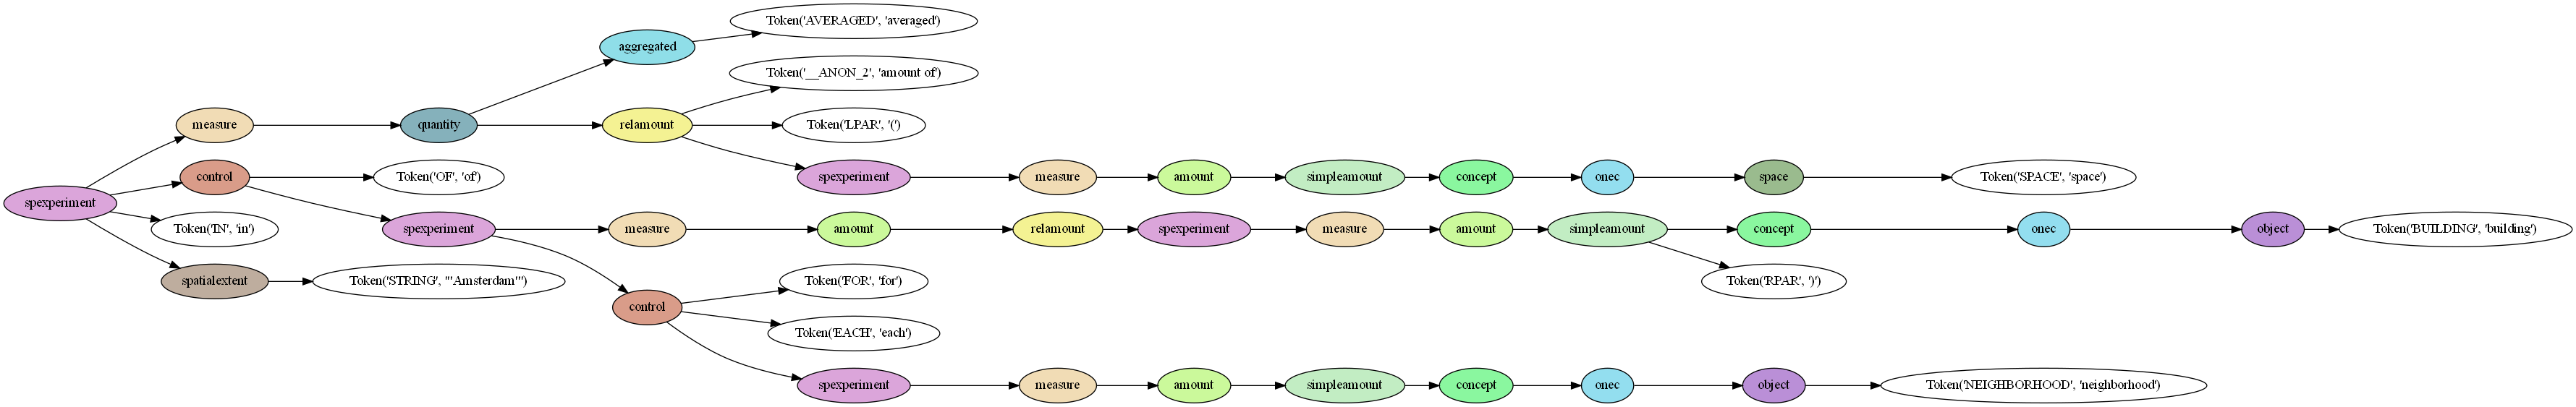 Token('AVERAGED', 'averaged')
aggregated
Token('__ANON_2', 'amount of')
measure
quantity
relamount
Token('LPAR', '(')
control
Token('OF', 'of')
spexperiment
measure
amount
simpleamount
concept
onec
space
Token('SPACE', 'space')
spexperiment
Token('IN', 'in')
spexperiment
measure
amount
relamount
spexperiment
measure
amount
simpleamount
concept
onec
object
Token('BUILDING', 'building')
spatialextent
Token('STRING', "'Amsterdam'")
Token('FOR', 'for')
Token('RPAR', ')')
control
Token('EACH', 'each')
spexperiment
measure
amount
simpleamount
concept
onec
object
Token('NEIGHBORHOOD', 'neighborhood')